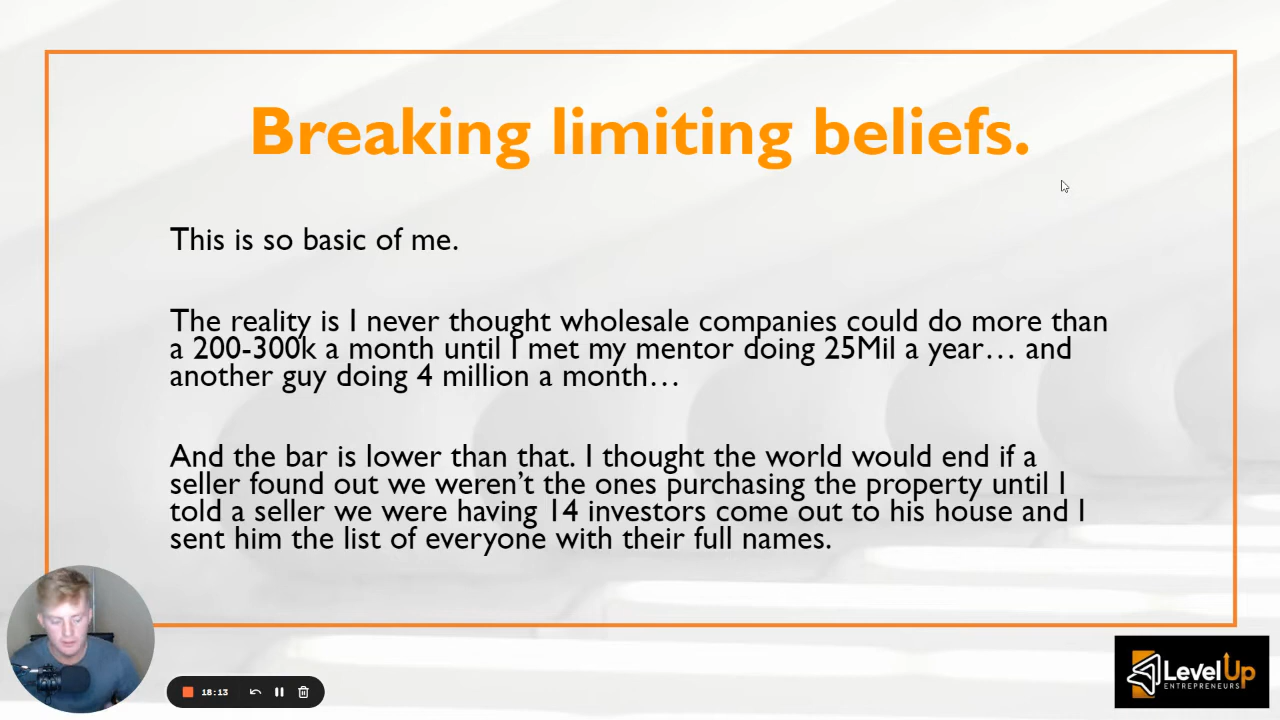 Breaking limiting beliefs.
This is so basic of me.
The reality is I never thought wholesale companies could do more than
a 200-300k a month until I met my mentor doing 25Mil a year… and
another guy doing 4 million a month…
And the bar is lower than that. I thought the world would end if a
seller found out we weren’t the ones purchasing the property until I
told a seller we were having 14 investors come out to his house and I
sent him the list of everyone with their full names.
18:13
LevelUp
ENTREPRENEURS